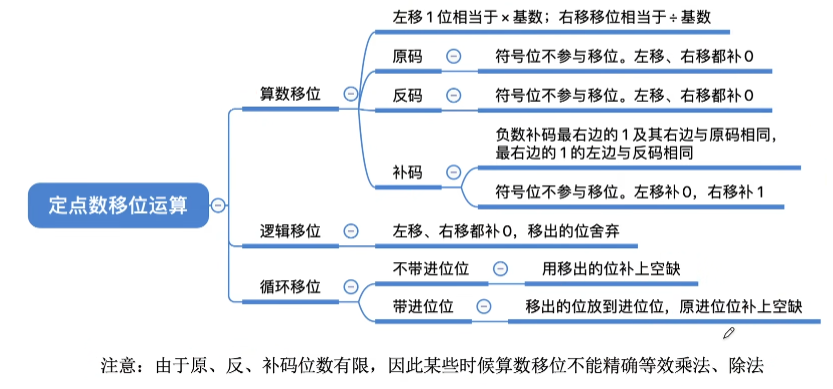 左移1位相当于×基数；右移移位相当于÷基数
原码
符号位不参与移位。左移、右移都补0
算数移位
反码
符号位不参与移位。左移、右移都补0
负数补码最右边的1及其右边与原码相同，
最右边的1的左边与反码相同
补码
符号位不参与移位。左移补0，右移补1
定点数移位运算
逻辑移位
左移、右移都补0，移出的位舍弃
循环移位
不带进位位
用移出的位补上空缺
带进位位
移出的位放到进位位，原进位位补上空缺
注意：由于原、反、补码位数有限，因此某些时候算数移位不能精确等效乘法、除法